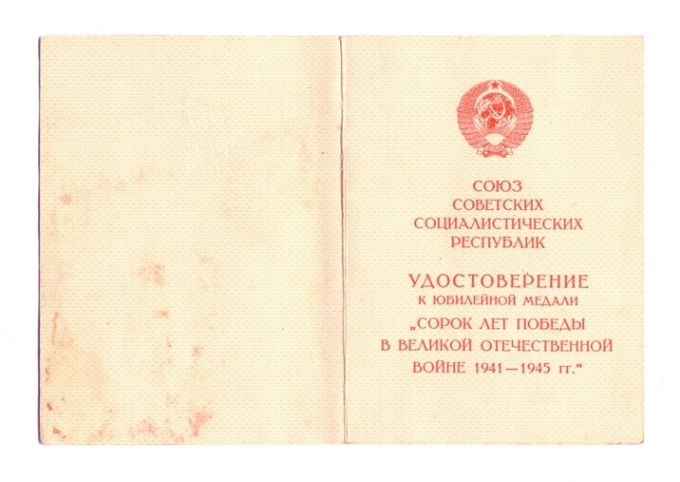 СОЮЗ
СОВЕТСКИХ
СОЦИАЛИСТИЧЕСКИХ
РЕСПУБЛИК
УДОСТОВЕРЕНИЕ
К ЮБИЛЕЙНОЙ МЕДАЛИ
„СОРОК ЛЕТ ПОБЕДЫ
В ВЕЛИКОЙ ОТЕЧЕСТВЕННОЙ
ВОЙНЕ 1941—1945 гг.“